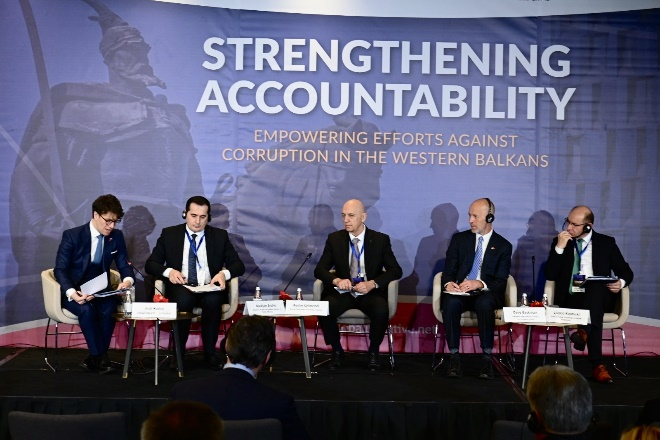 STRENGTHENING
ACCOUNTABILITY
EMPOWERING EFFORTS AGAINST
CORRUPTION IN THE WESTERN BALKANS